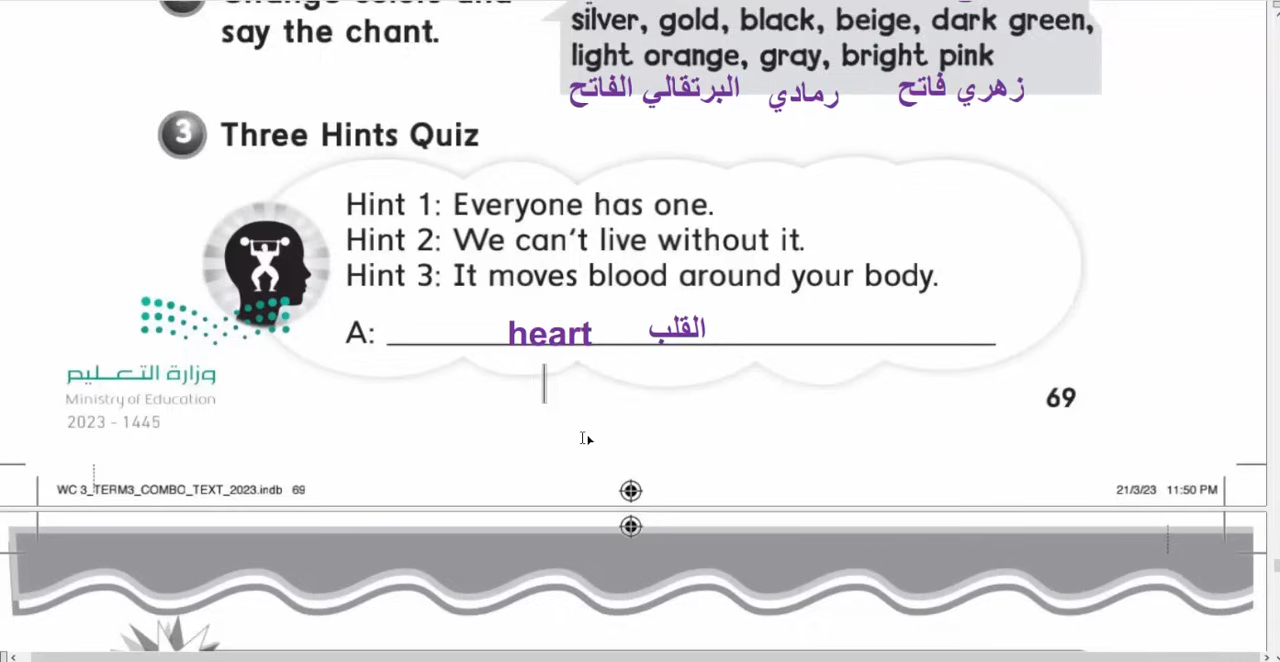 say the chant.
silver, gold, black, beige, dark green,
light orange, gray, bright pink
البرتقالي الفاتح رمادي زهري فاتح
3 Three Hints Quiz
Hint 1: Everyone has one.
Hint 2: We can't live without it.
Hint 3: It moves blood around your body.
A: heart القلب
وزارة التعليم
Ministry of Education
2023 - 1445
69
WC 3_TERM3_COMBO_TEXT_2023.indb 69
21/3/23 11:50 PM